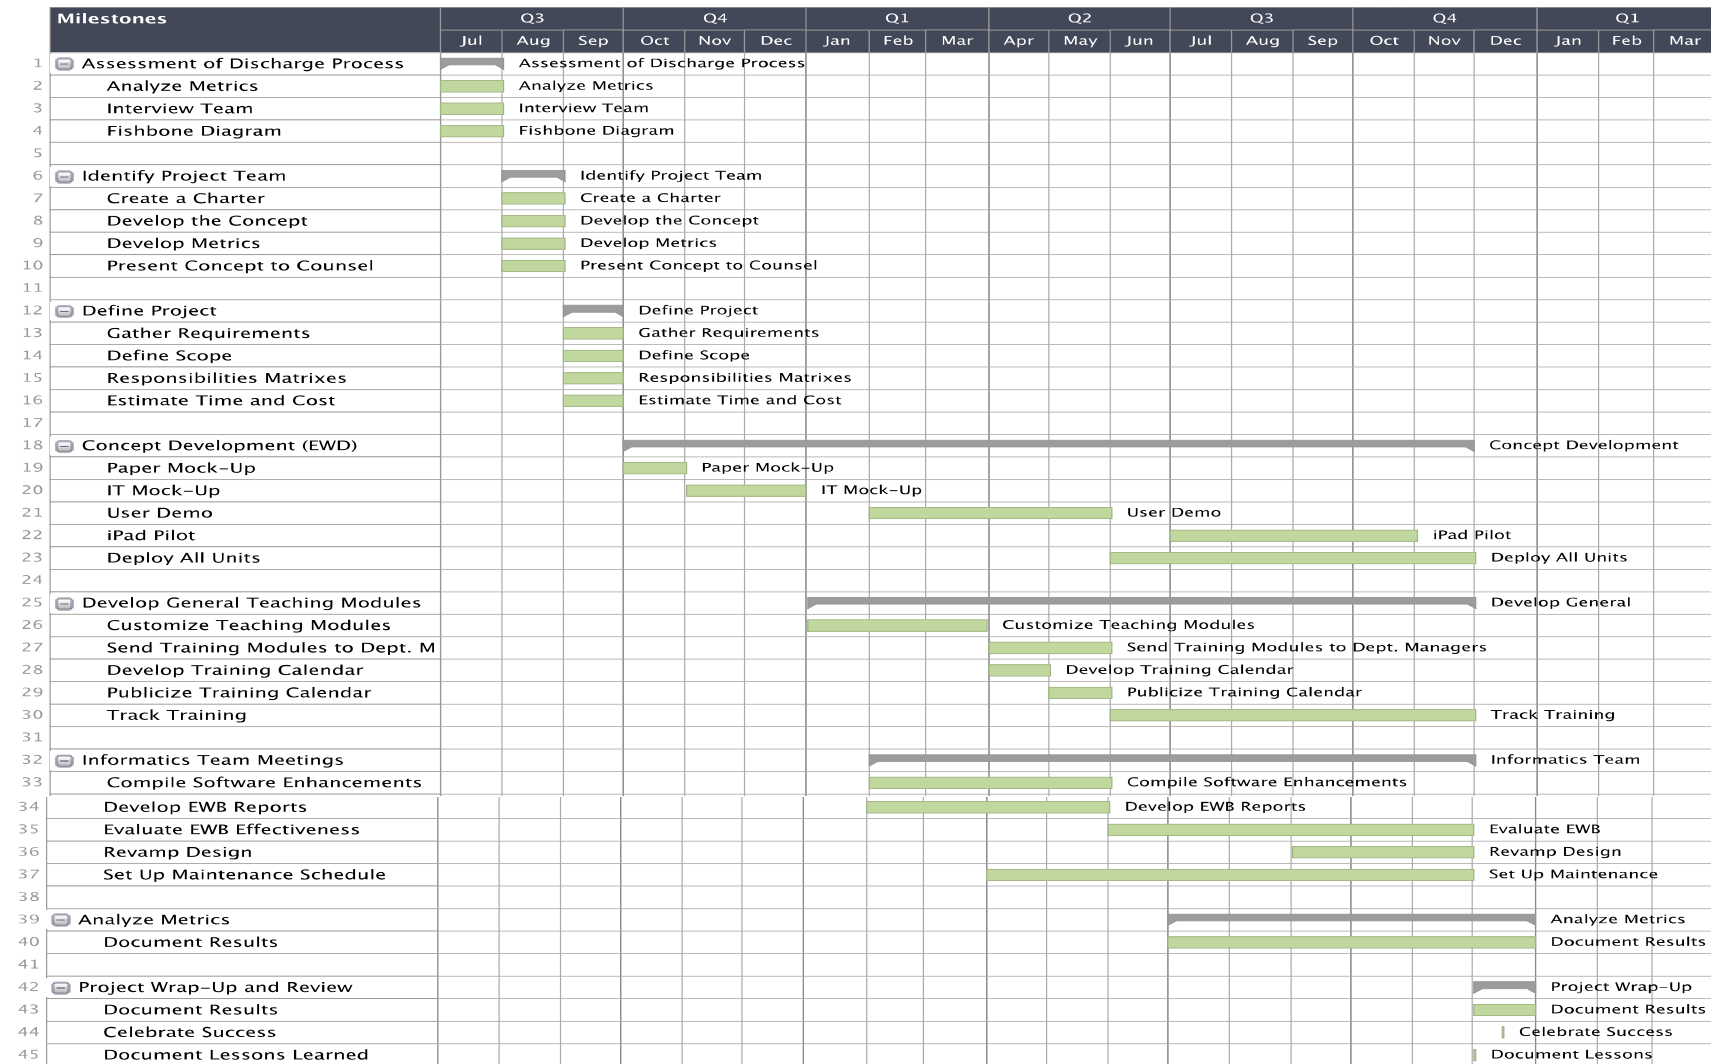 Milestones Q3 Q4 Q1 Q2 Q3 Q4 Q1
Jul Aug Sep Oct Nov Dec Jan Feb Mar Apr May Jun Jul Aug Sep Oct Nov Dec Jan Feb Mar
1 Assessment of Discharge Process Assessment of Discharge Process
2 Analyze Metrics Analyze Metrics
3 Interview Team Interview Team
4 Fishbone Diagram Fishbone Diagram
5
6 Identify Project Team Identify Project Team
7 Create a Charter Create a Charter
8 Develop the Concept Develop the Concept
9 Develop Metrics Develop Metrics
10 Present Concept to Counsel Present Concept to Counsel
11
12 Define Project Define Project
13 Gather Requirements Gather Requirements
14 Define Scope Define Scope
15 Responsibilities Matrixes Responsibilities Matrixes
16 Estimate Time and Cost Estimate Time and Cost
17
18 Concept Development (EWD) Concept Development
19 Paper Mock-Up Paper Mock-Up
20 IT Mock-Up IT Mock-Up
21 User Demo User Demo
22 iPad Pilot iPad Pilot
23 Deploy All Units Deploy All Units
24
25 Develop General Teaching Modules Develop General
26 Customize Teaching Modules Customize Teaching Modules
27 Send Training Modules to Dept. M Send Training Modules to Dept. Managers
28 Develop Training Calendar Develop Training Calendar
29 Publicize Training Calendar Publicize Training Calendar
30 Track Training Track Training
31
32 Informatics Team Meetings Informatics Team
33 Compile Software Enhancements Compile Software Enhancements
34 Develop EWB Reports Develop EWB Reports
35 Evaluate EWB Effectiveness Evaluate EWB
36 Revamp Design Revamp Design
37 Set Up Maintenance Schedule Set Up Maintenance
38
39 Analyze Metrics Analyze Metrics
40 Document Results Document Results
41
42 Project Wrap-Up and Review Project Wrap-Up
43 Document Results Document Results
44 Celebrate Success Celebrate Success
45 Document Lessons Learned Document Lessons